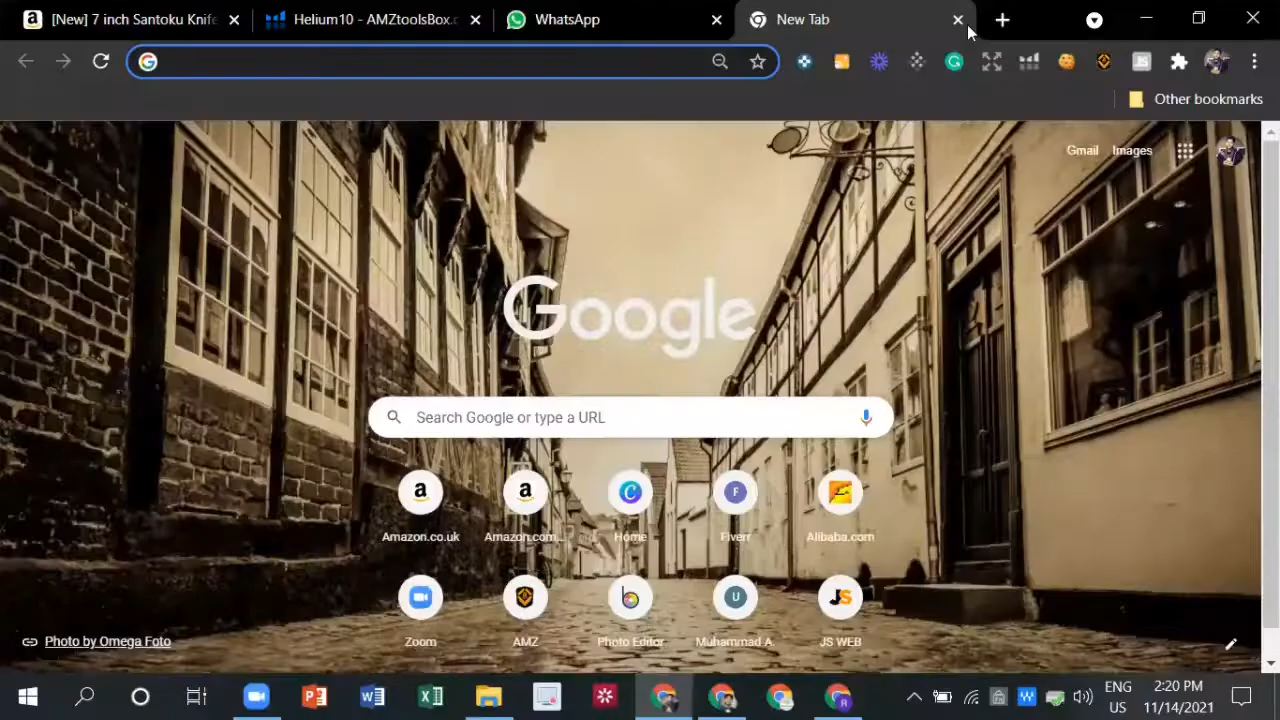 [New] 7 inch Santoku Knife
Helium10 - AMZtoolsBox.c
WhatsApp
New Tab
Other bookmarks
Gmail
Images
Google
Search Google or type a URL
Amazon.co.uk
Amazon.com...
Home
Fiverr
Alibaba.com
Zoom
AMZ
Photo Editor
Muhammad A.
JS WEB
Photo by Omega Foto
ENG
US
2:20 PM
11/14/2021